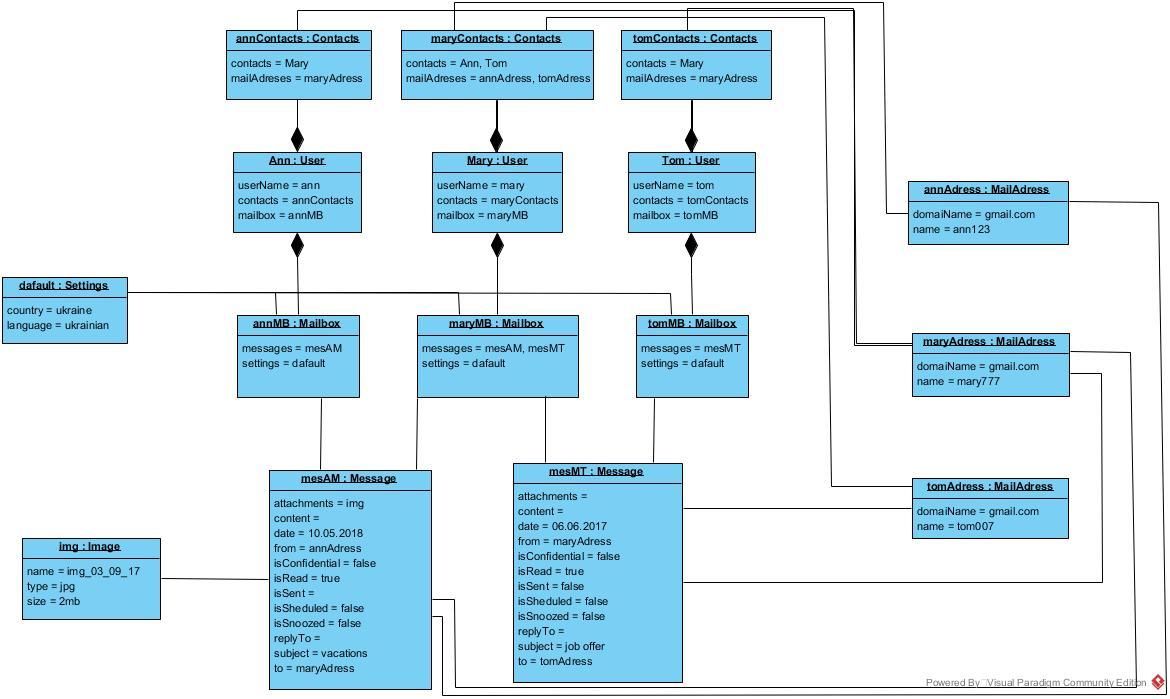 annContacts : Contacts
contacts = Mary
mailAdreses = maryAdress
maryContacts : Contacts
contacts = Ann, Tom
mailAdreses = annAdress, tomAdress
tomContacts : Contacts
contacts = Mary
mailAdreses = maryAdress
Ann : User
userName = ann
contacts = annContacts
mailbox = annMB
Mary : User
userName = mary
contacts = maryContacts
mailbox = maryMB
Tom : User
userName = tom
contacts = tomContacts
mailbox = tomMB
annAdress : MailAdress
domaiName = gmail.com
name = ann123
dafault : Settings
country = ukraine
language = ukrainian
annMB : Mailbox
messages = mesAM
settings = dafault
maryMB : Mailbox
messages = mesAM, mesMT
settings = dafault
tomMB : Mailbox
messages = mesMT
settings = dafault
maryAdress : MailAdress
domaiName = gmail.com
name = mary777
mesAM : Message
attachments = img
content =
date = 10.05.2018
from = annAdress
isConfidential = false
isRead = true
isSent =
isSheduled = false
isSnoozed = false
replyTo =
subject = vacations
to = maryAdress
mesMT : Message
attachments =
content =
date = 06.06.2017
from = maryAdress
isConfidential = false
isRead = true
isSent = false
isSheduled = false
isSnoozed = false
replyTo =
subject = job offer
to = tomAdress
tomAdress : MailAdress
domaiName = gmail.com
name = tom007
img : Image
name = img_03_09_17
type = jpg
size = 2mb
Powered By Visual Paradigm Community Edition